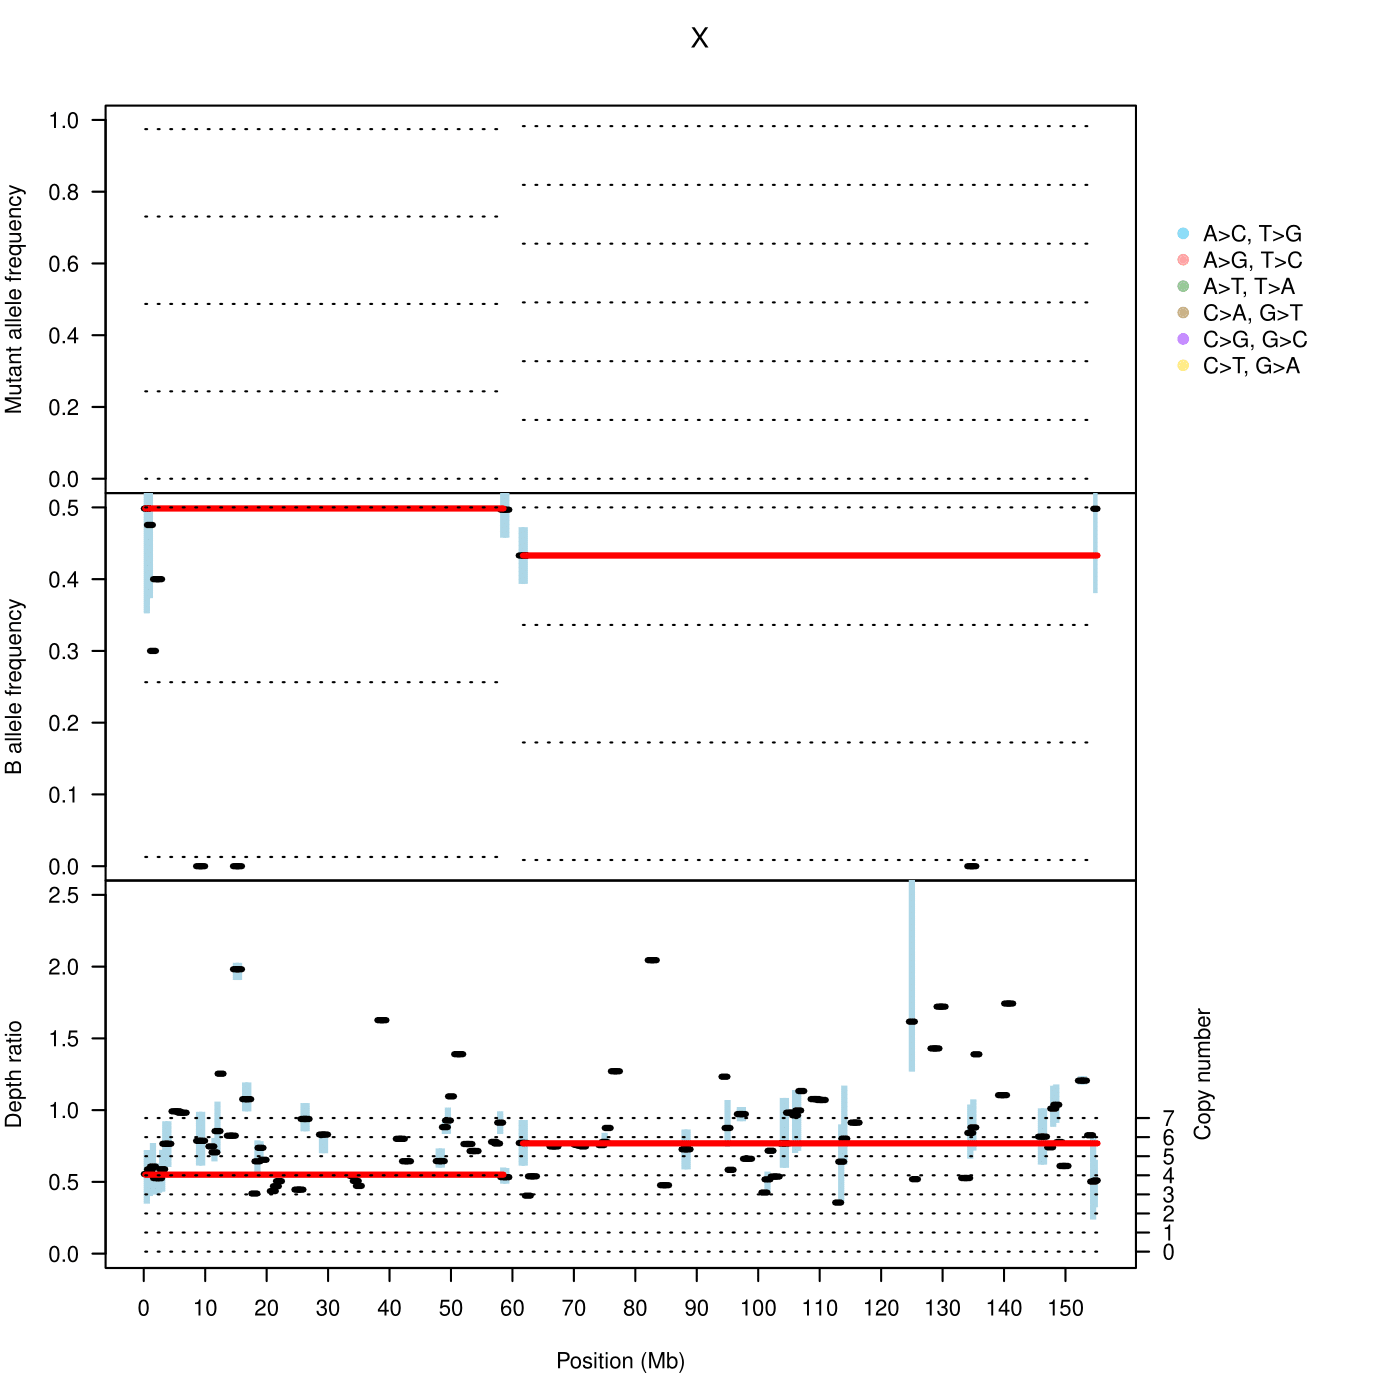 X
Mutant allele frequency
1.0
0.8
0.6
0.4
0.2
0.0
A>C, T>G
A>G, T>C
A>T, T>A
C>A, G>T
C>G, G>C
C>T, G>A
B allele frequency
0.5
0.4
0.3
0.2
0.1
0.0
Depth ratio
2.5
2.0
1.5
1.0
0.5
0.0
Copy number
7
6
5
4
3
2
1
0
0 10 20 30 40 50 60 70 80 90 100 110 120 130 140 150
Position (Mb)